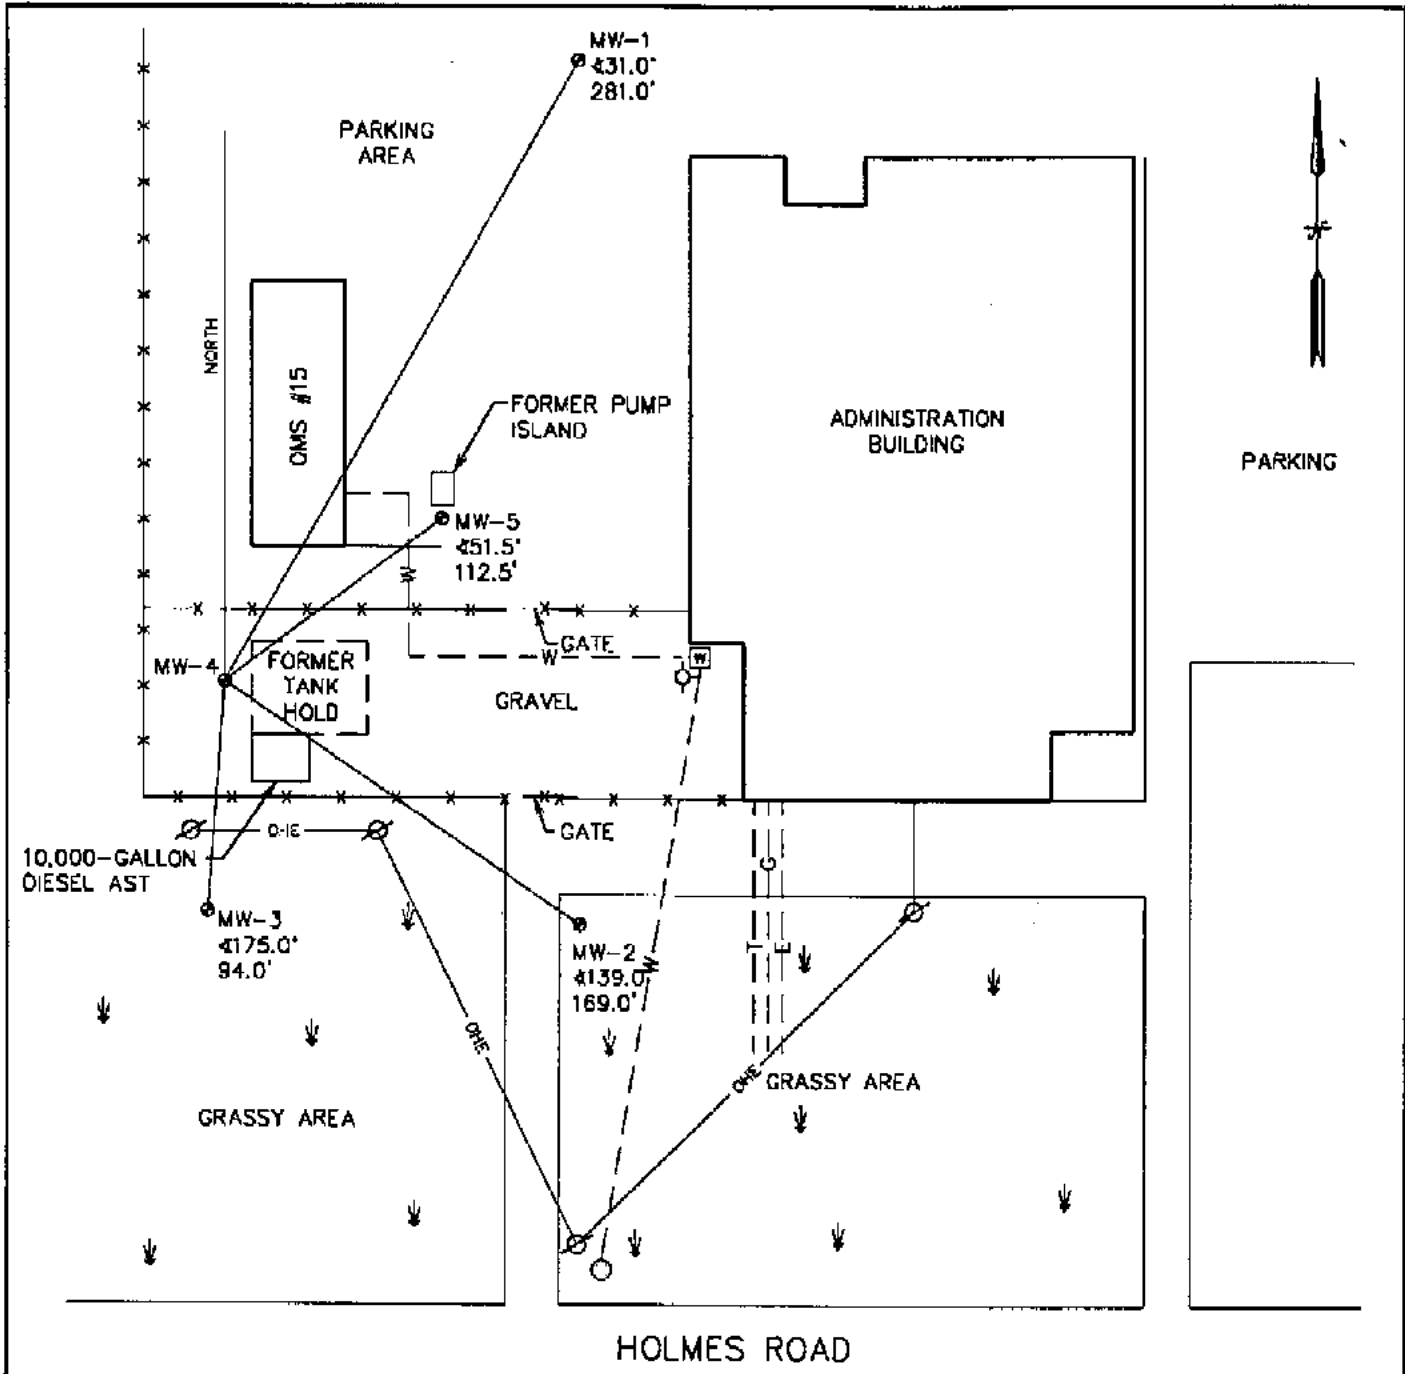 MW-1
∢31.0'
281.0'
PARKING
AREA
NORTH
OMS #15
FORMER PUMP
ISLAND
ADMINISTRATION
BUILDING
PARKING
MW-5
∢51.5'
112.5'
W
GATE
W
W
MW-4
FORMER
TANK
HOLD
GRAVEL
GATE
OHE
10,000-GALLON
DIESEL AST
G
MW-3
∢175.0'
94.0'
T
E
MW-2
∢139.0
169.0'
W
OHE
OHE
GRASSY AREA
GRASSY AREA
HOLMES ROAD